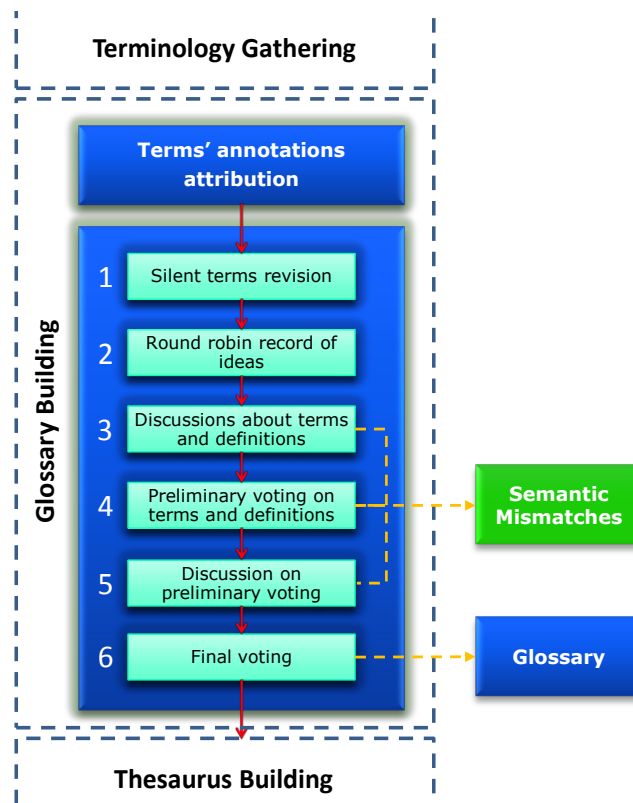 Terminology Gathering
Terms' annotations
attribution
Glossary Building
1
Silent terms revision
2
Round robin record of
ideas
3
Discussions about terms
and definitions
4
Preliminary voting on
terms and definitions
Semantic
Mismatches
5
Discussion on
preliminary voting
6
Final voting
Glossary
Thesaurus Building